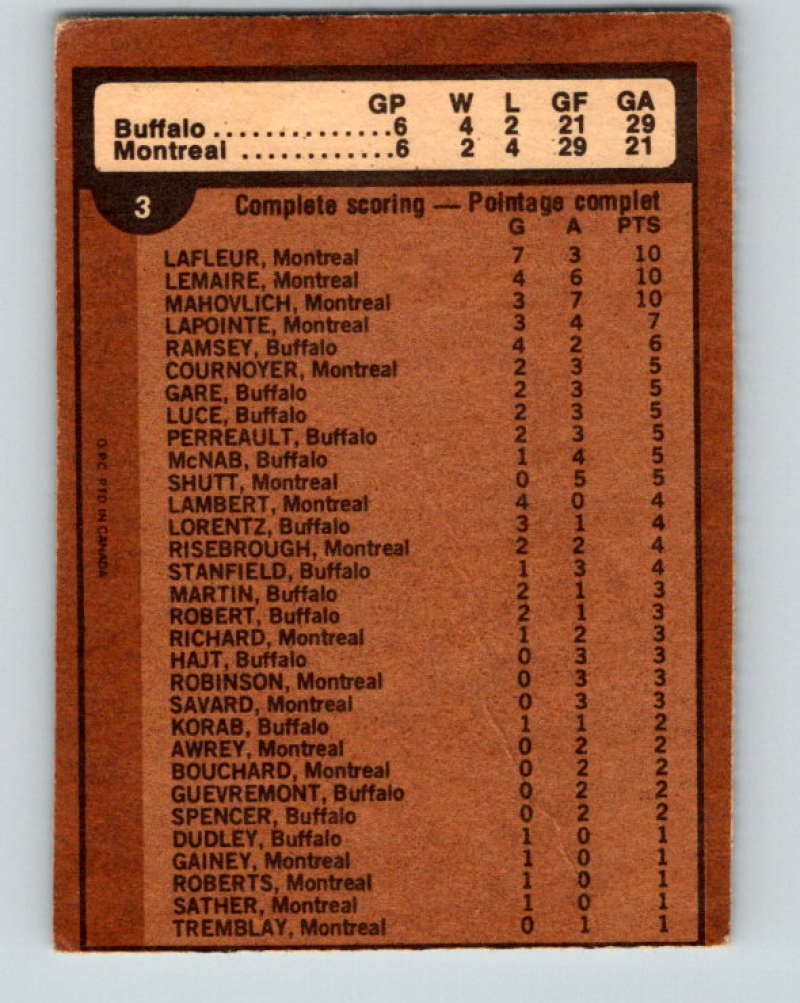 GP W L GF GA
Buffalo ..............6 4 2 21 29
Montreal ............6 2 4 29 21
3 Complete scoring — Pointage complet
G A PTS
LAFLEUR, Montreal 7 3 10
LEMAIRE, Montreal 4 6 10
MAHOVLICH, Montreal 3 7 10
LAPOINTE, Montreal 3 4 7
RAMSEY, Buffalo 4 2 6
COURNOYER, Montreal 2 3 5
GARE, Buffalo 2 3 5
LUCE, Buffalo 2 3 5
PERREAULT, Buffalo 2 3 5
McNAB, Buffalo 1 4 5
SHUTT, Montreal 0 5 5
LAMBERT, Montreal 4 0 4
LORENTZ, Buffalo 3 1 4
RISEBROUGH, Montreal 2 2 4
STANFIELD, Buffalo 1 3 4
MARTIN, Buffalo 2 1 3
ROBERT, Buffalo 2 1 3
RICHARD, Montreal 1 2 3
HAJT, Buffalo 0 3 3
ROBINSON, Montreal 0 3 3
SAVARD, Montreal 0 3 3
KORAB, Buffalo 1 1 2
AWREY, Montreal 0 2 2
BOUCHARD, Montreal 0 2 2
GUEVREMONT, Buffalo 0 2 2
SPENCER, Buffalo 0 2 2
DUDLEY, Buffalo 1 0 1
GAINEY, Montreal 1 0 1
ROBERTS, Montreal 1 0 1
SATHER, Montreal 1 0 1
TREMBLAY, Montreal 0 1 1
O.P.C. PTD IN CANADA